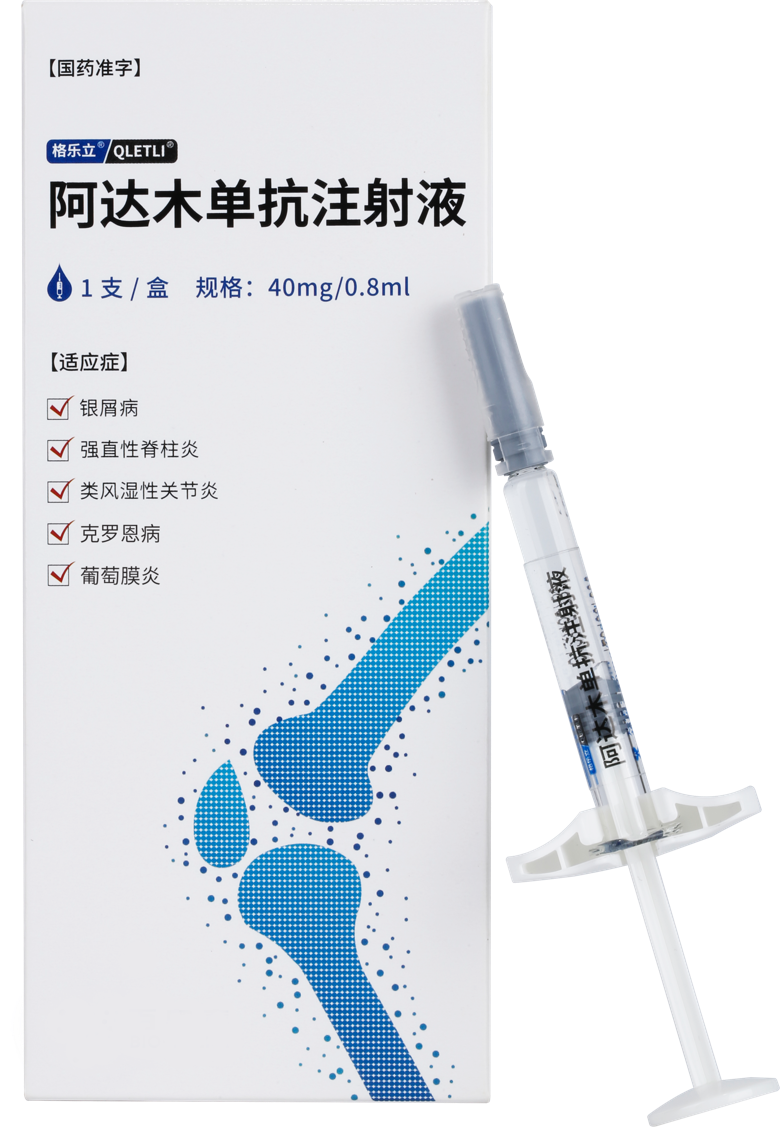 【国药准字】
格乐立® QLETLI®
阿达木单抗注射液
1 支 / 盒 规格：40mg/0.8ml
【适应症】
银屑病
强直性脊柱炎
类风湿性关节炎
克罗恩病
葡萄膜炎
阿达木单抗注射液